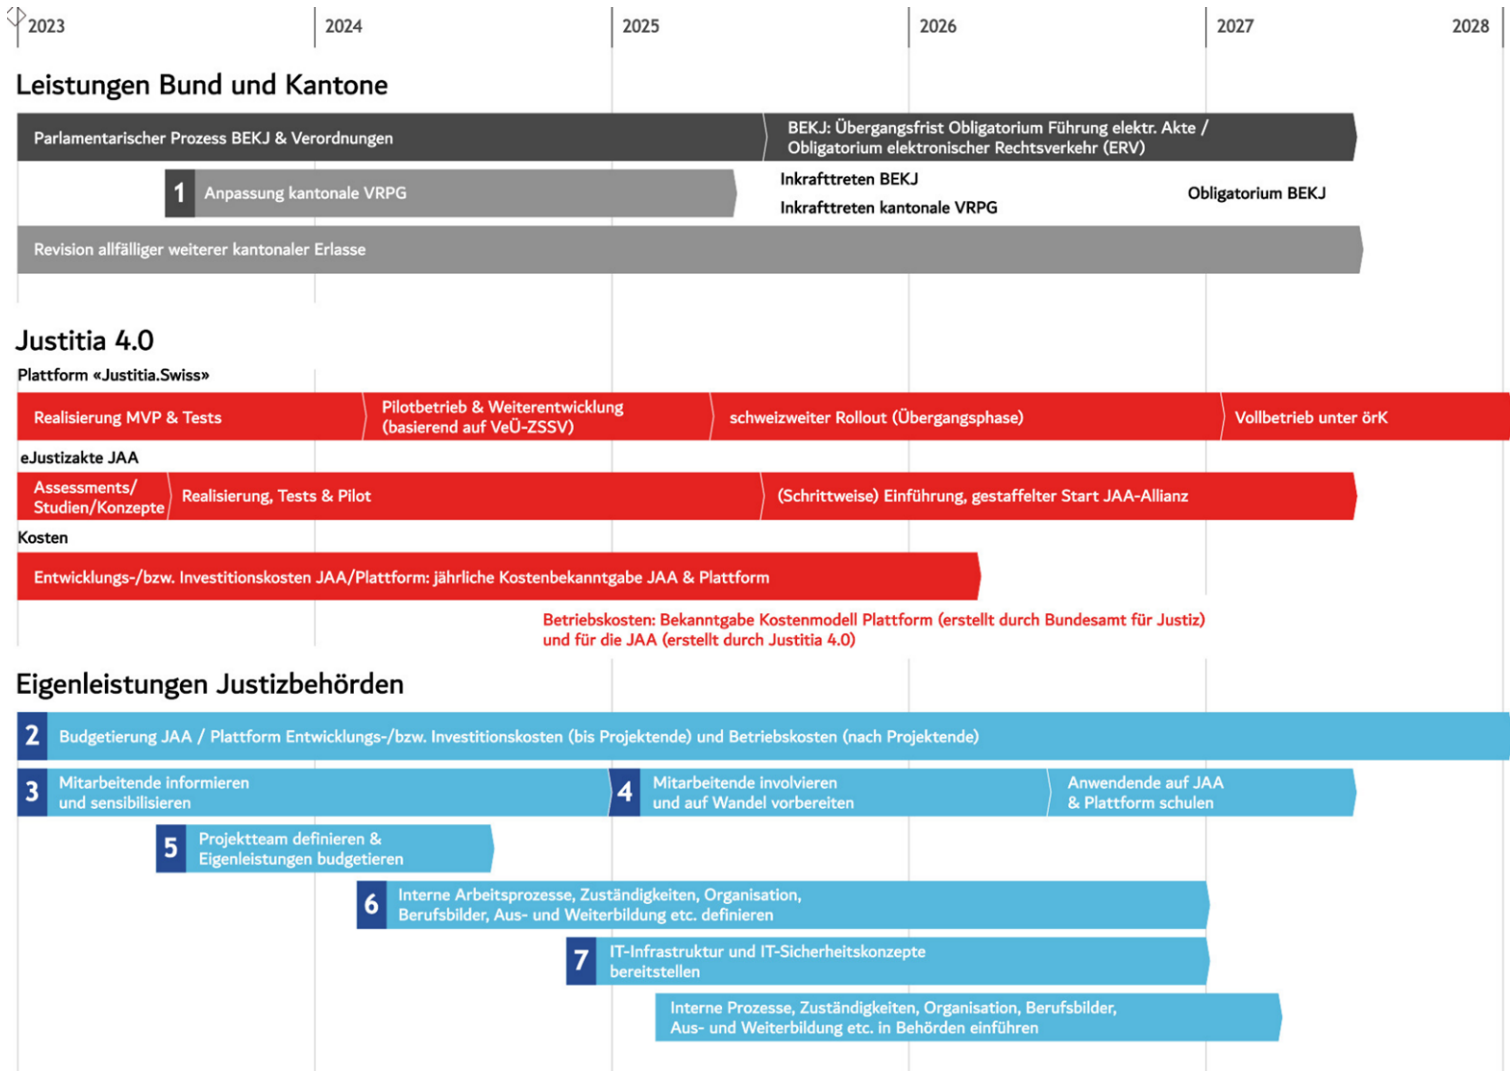 2023
2024
2025
2026
2027
2028
Leistungen Bund und Kantone
Parlamentarischer Prozess BEKJ & Verordnungen
BEKJ: Übergangsfrist Obligatorium Führung elektr. Akte /
Obligatorium elektronischer Rechtsverkehr (ERV)
1
Anpassung kantonale VRPG
Inkrafttreten BEKJ
Inkrafttreten kantonale VRPG
Obligatorium BEKJ
Revision allfälliger weiterer kantonaler Erlasse
Justitia 4.0
Plattform «Justitia.Swiss»
Realisierung MVP & Tests
Pilotbetrieb & Weiterentwicklung
(basierend auf VeÜ-ZSSV)
schweizweiter Rollout (Übergangsphase)
Vollbetrieb unter örK
eJustizakte JAA
Assessments/
Studien/Konzepte
Realisierung, Tests & Pilot
(Schrittweise) Einführung, gestaffelter Start JAA-Allianz
Kosten
Entwicklungs-/bzw. Investitionskosten JAA/Plattform: jährliche Kostenbekanntgabe JAA & Plattform
Betriebskosten: Bekanntgabe Kostenmodell Plattform (erstellt durch Bundesamt für Justiz)
und für die JAA (erstellt durch Justitia 4.0)
Eigenleistungen Justizbehörden
2
Budgetierung JAA / Plattform Entwicklungs-/bzw. Investitionskosten (bis Projektende) und Betriebskosten (nach Projektende)
3
Mitarbeitende informieren
und sensibilisieren
4
Mitarbeitende involvieren
und auf Wandel vorbereiten
Anwendende auf JAA
& Plattform schulen
5
Projektteam definieren &
Eigenleistungen budgetieren
6
Interne Arbeitsprozesse, Zuständigkeiten, Organisation,
Berufsbilder, Aus- und Weiterbildung etc. definieren
7
IT-Infrastruktur und IT-Sicherheitskonzepte
bereitstellen
Interne Prozesse, Zuständigkeiten, Organisation, Berufsbilder,
Aus- und Weiterbildung etc. in Behörden einführen